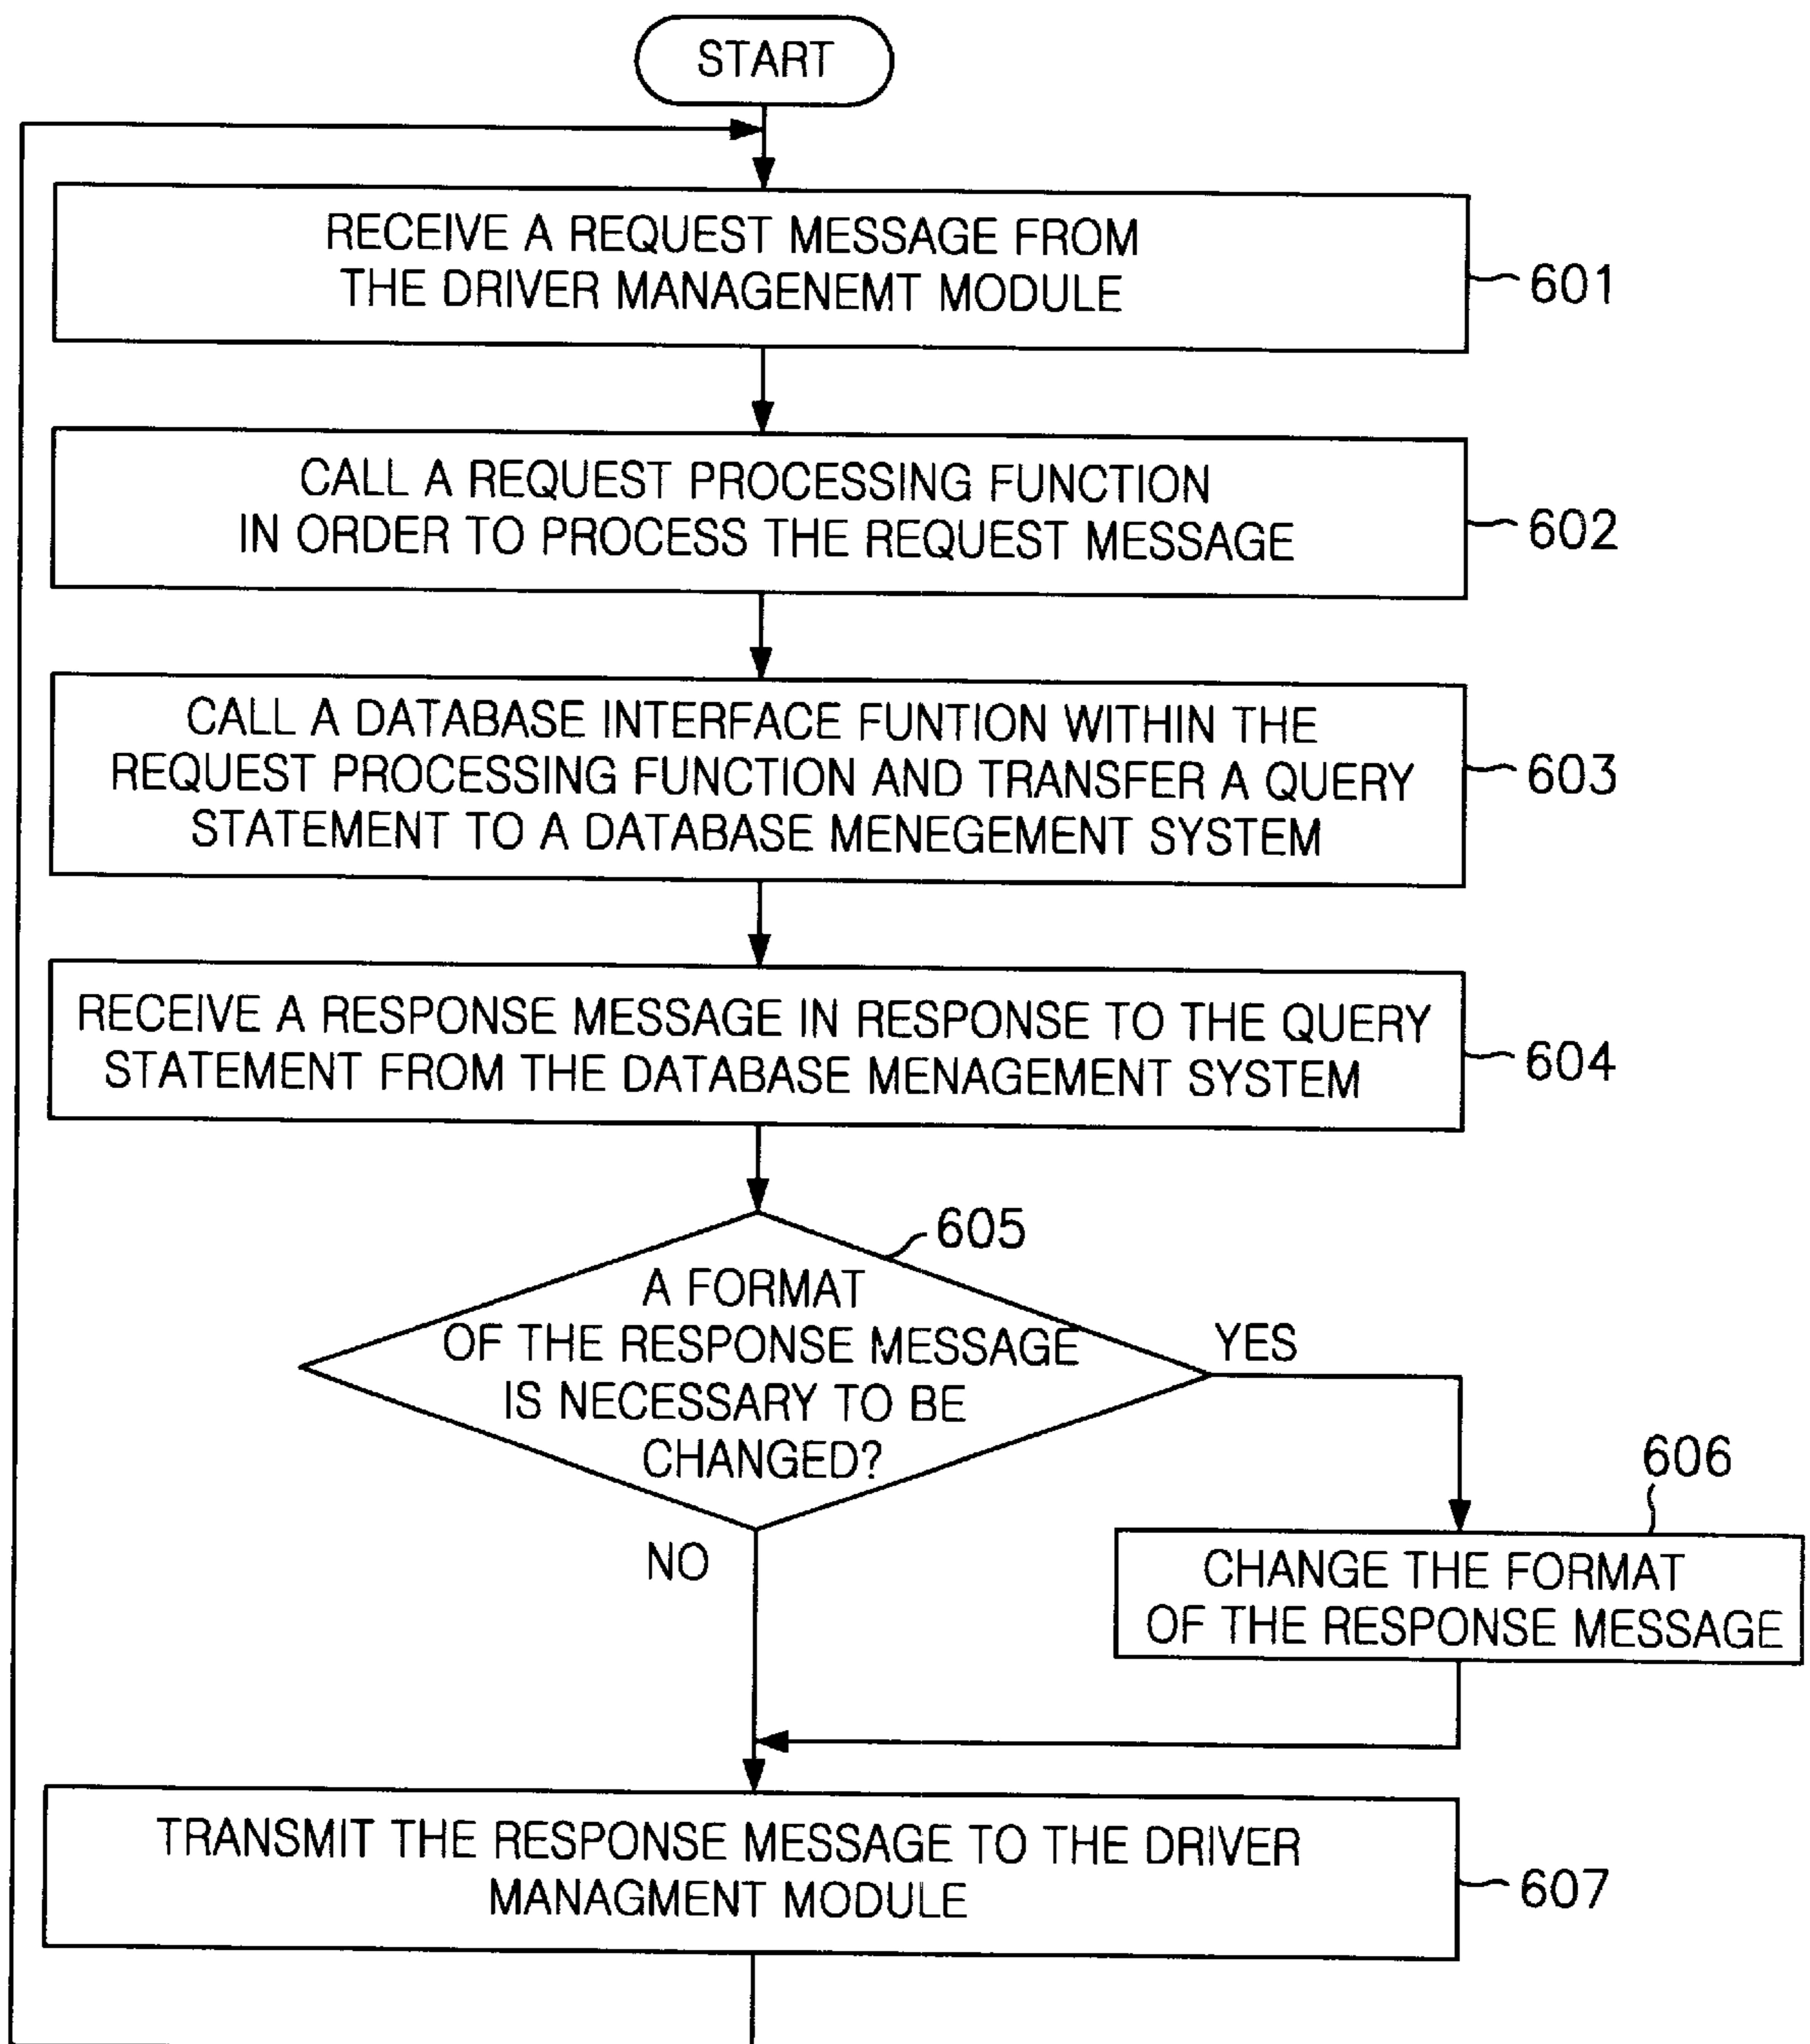 START
RECEIVE A REQUEST MESSAGE FROM
THE DRIVER MANAGENEMT MODULE
601
CALL A REQUEST PROCESSING FUNCTION
IN ORDER TO PROCESS THE REQUEST MESSAGE
602
CALL A DATABASE INTERFACE FUNTION WITHIN THE
REQUEST PROCESSING FUNCTION AND TRANSFER A QUERY
STATEMENT TO A DATABASE MENEGEMENT SYSTEM
603
RECEIVE A RESPONSE MESSAGE IN RESPONSE TO THE QUERY
STATEMENT FROM THE DATABASE MENAGEMENT SYSTEM
604
605
A FORMAT
OF THE RESPONSE MESSAGE
IS NECESSARY TO BE
CHANGED?
YES
NO
606
CHANGE THE FORMAT
OF THE RESPONSE MESSAGE
TRANSMIT THE RESPONSE MESSAGE TO THE DRIVER
MANAGMENT MODULE
607